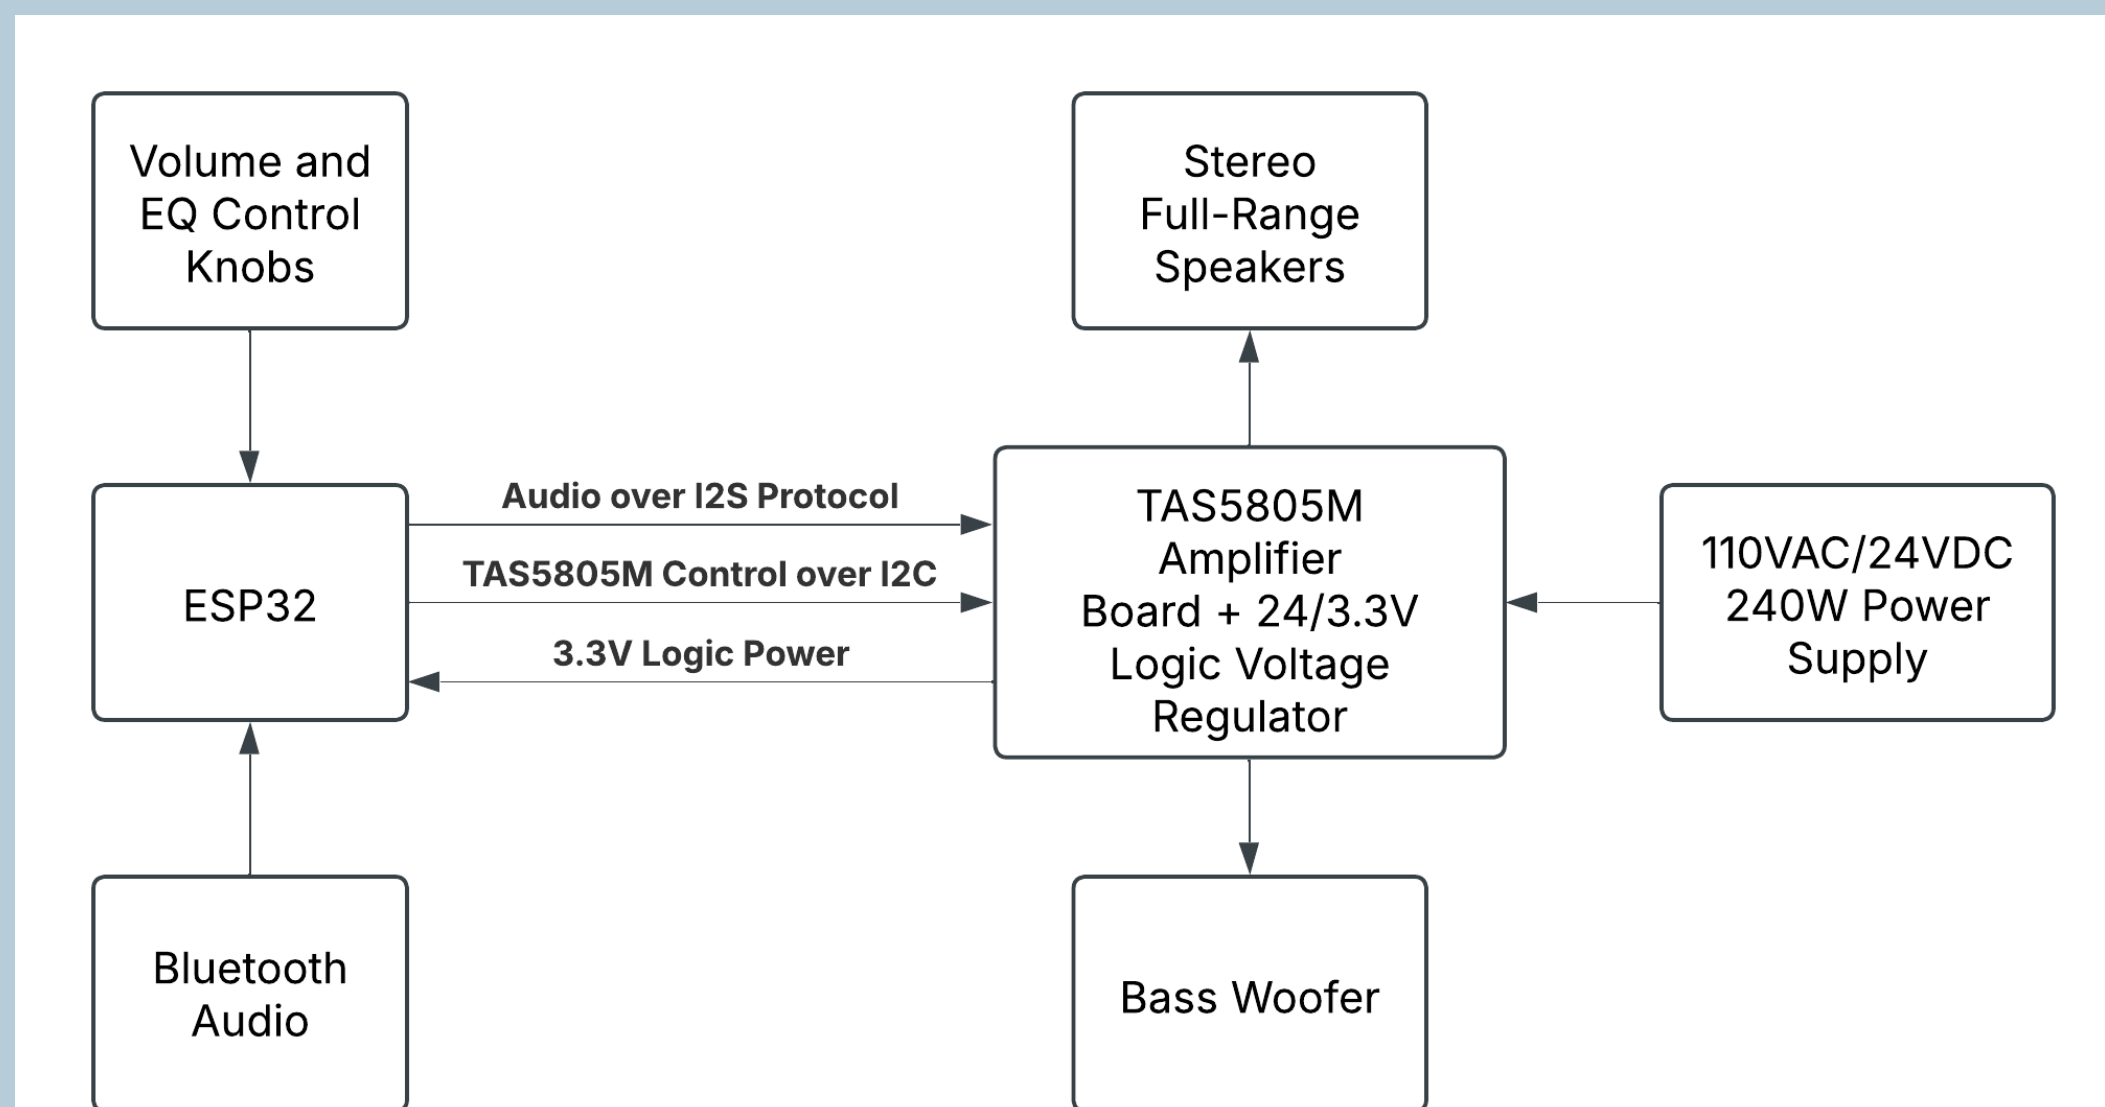 Volume and
EQ Control
Knobs
Stereo
Full-Range
Speakers
Audio over I2S Protocol
TAS5805M Control over I2C
3.3V Logic Power
ESP32
TAS5805M
Amplifier
Board + 24/3.3V
Logic Voltage
Regulator
110VAC/24VDC
240W Power
Supply
Bluetooth
Audio
Bass Woofer